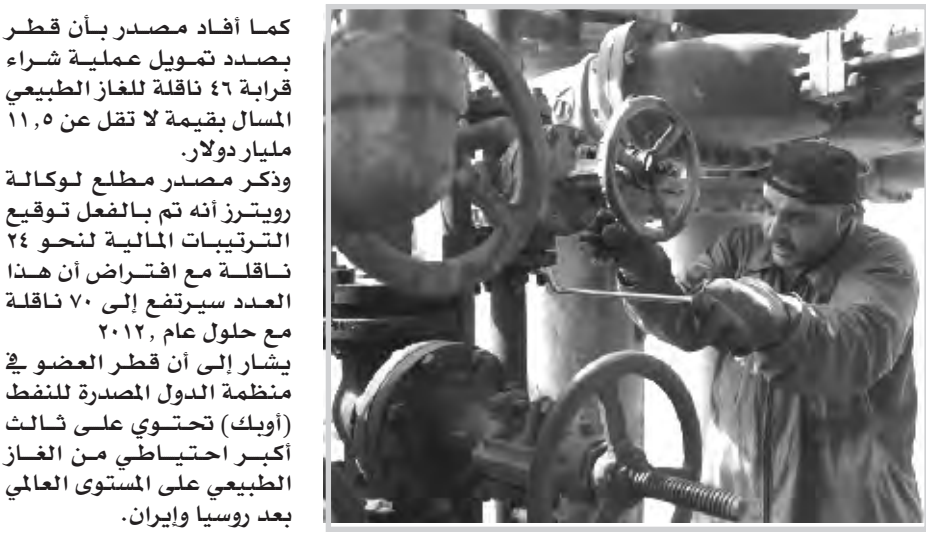 كما أفاد مصدر بأن قطر
بصدد تمويل عملية شراء
قرابة ٤٦ ناقلة للغاز الطبيعي
المسال بقيمة لا تقل عن ١١,٥
مليار دولار.
وذكر مصدر مطلع لوكالة
رويترز أنه تم بالفعل توقيع
الترتيبات المالية لنحو ٢٤
ناقلة مع افتراض أن هذا
العدد سيرتفع إلى ٧٠ ناقلة
مع حلول عام ,٢٠١٢
يشار إلى أن قطر العضو في
منظمة الدول المصدرة للنفط
(أوبك) تحتوي على ثالث
أكبر احتياطي من الغاز
الطبيعي على المستوى العالمي
بعد روسيا وإيران.